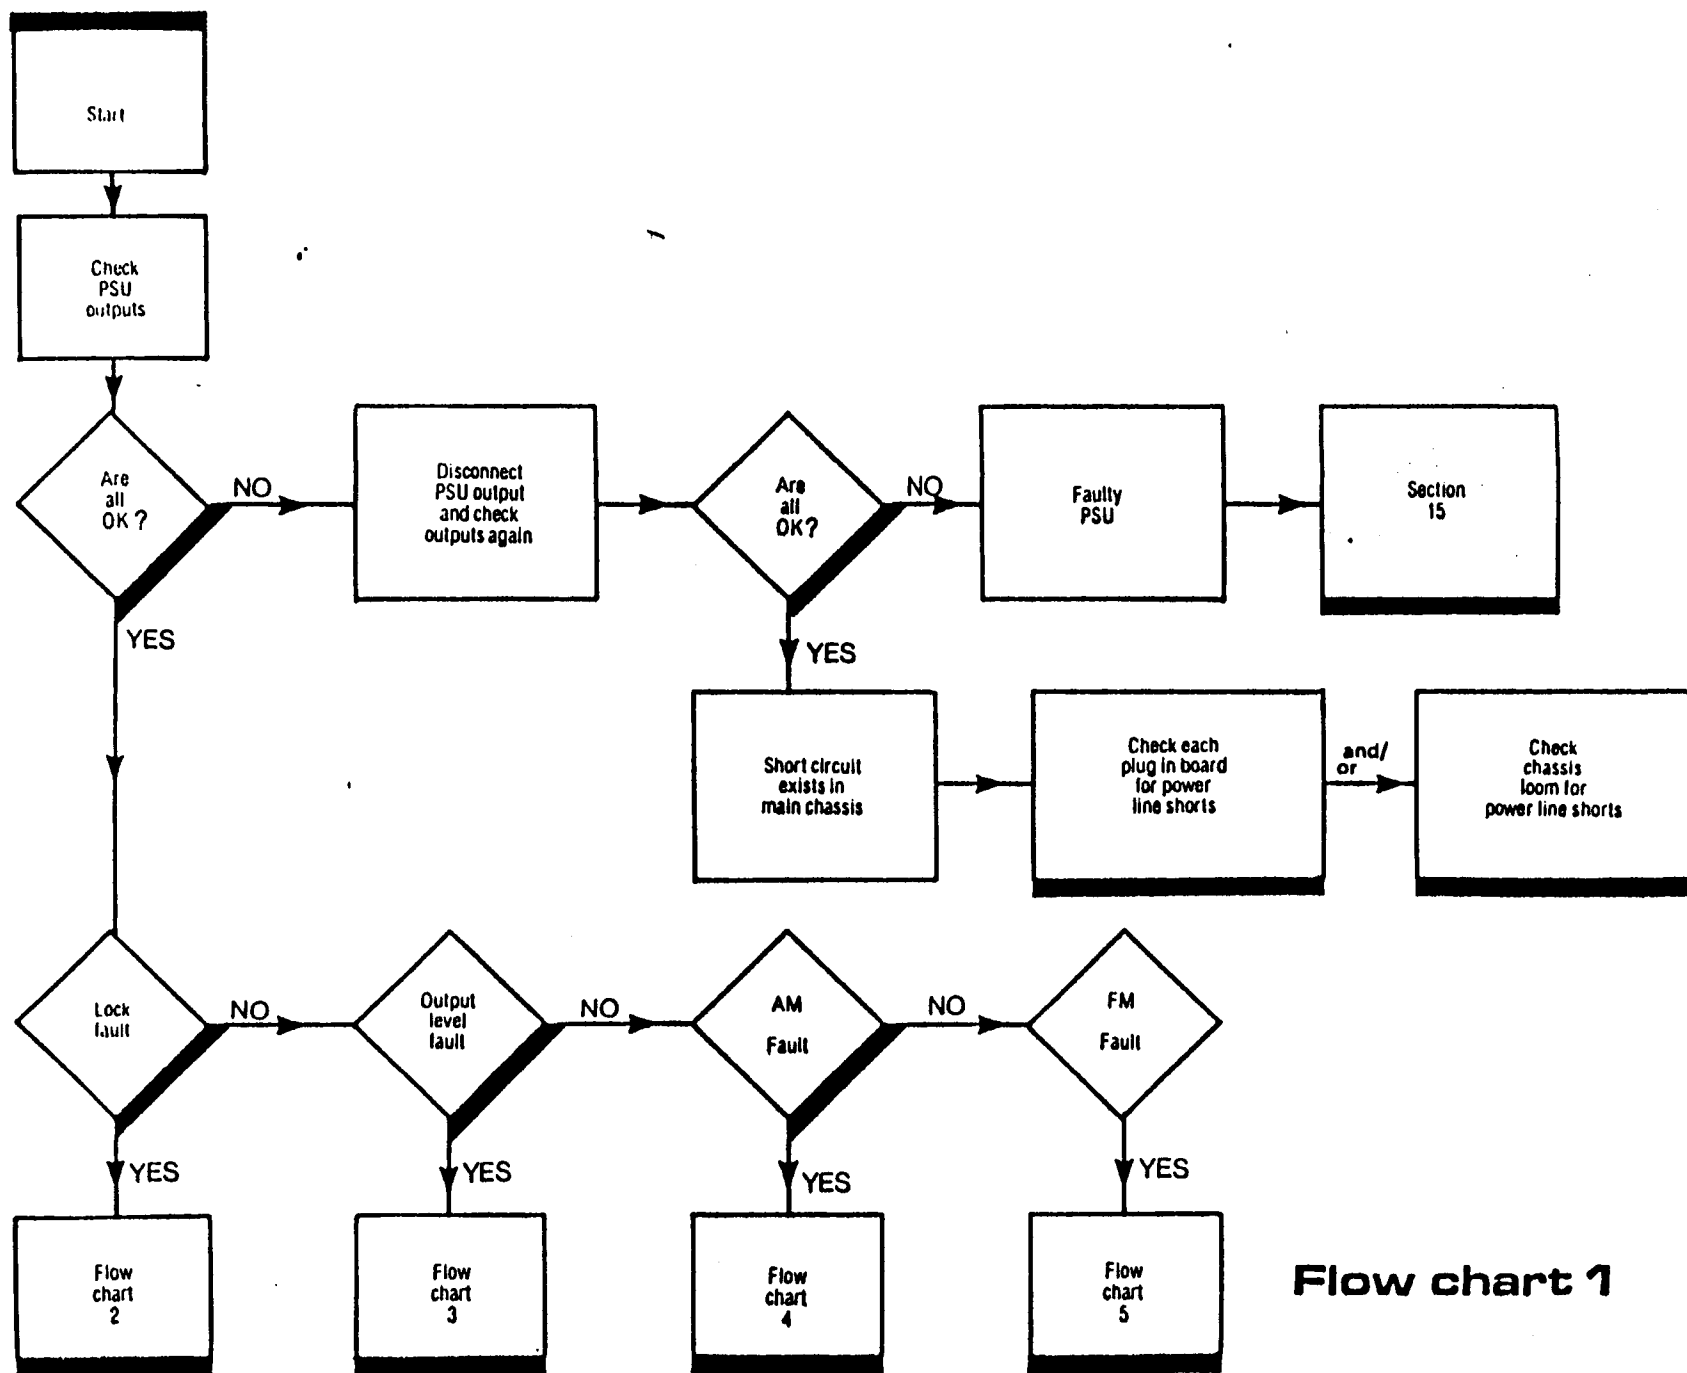 Start
Check
PSU
outputs
Are
all
OK?
NO
Disconnect
PSU output
and check
outputs again
Are
all
OK?
NO
Faulty
PSU
Section
15
YES
YES
Short circuit
exists in
main chassis
Check each
plug in board
for power
line shorts
and/
or
Check
chassis
loom for
power line shorts
Lock
fault
NO
Output
level
fault
NO
AM
Fault
NO
FM
Fault
YES
YES
YES
YES
Flow
chart
2
Flow
chart
3
Flow
chart
4
Flow
chart
5
Flow chart 1